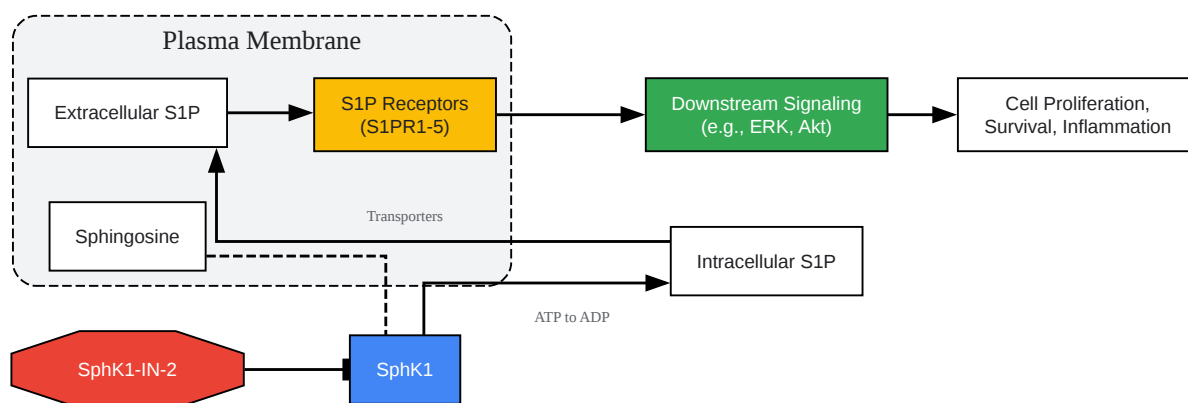 Plasma Membrane
Extracellular S1P
S1P Receptors
(S1PR1-5)
Downstream Signaling
(e.g., ERK, Akt)
Cell Proliferation,
Survival, Inflammation
Transporters
Sphingosine
Intracellular S1P
ATP to ADP
SphK1-IN-2
SphK1